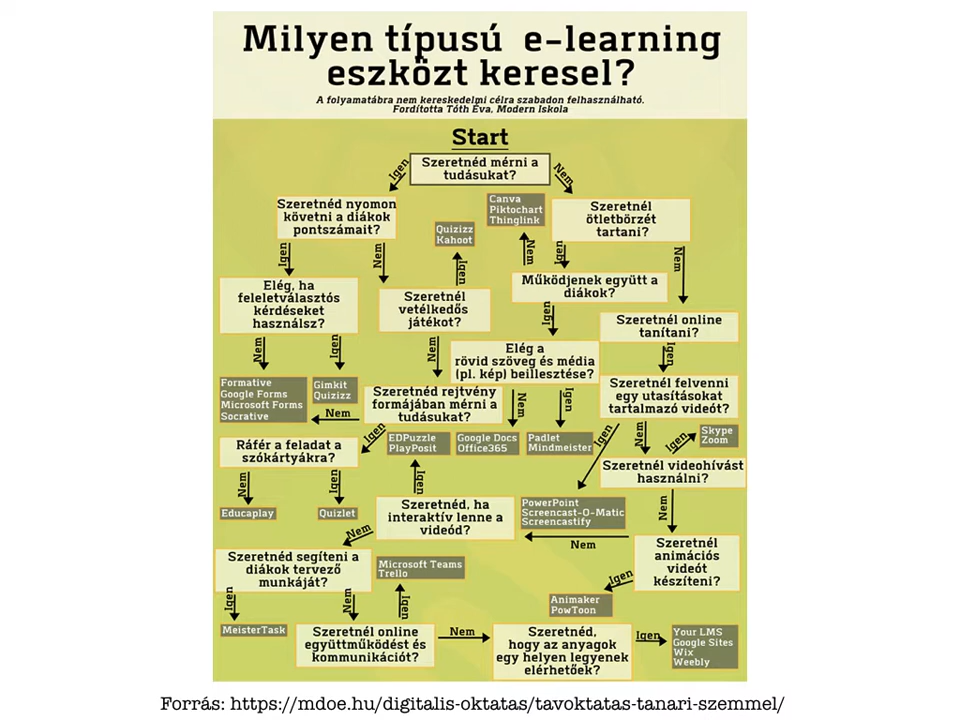 Milyen típusú e-learning
eszközt keresel?
A folyamatábra nem kereskedelmi célra szabadon felhasználható.
Fordította Tóth Éva, Modern Iskola
Start
Szeretnéd mérni a
tudásukat?
Igen
Nem
Szeretnéd nyomon
követni a diákok
pontszámait?
Canva
Piktochart
Thinglink
Szeretnél
ötletbörzét
tartani?
Quizizz
Kahoot
Igen
Nem
Igen
Nem
Igen
Nem
Elég, ha
feleletválasztós
kérdéseket
használsz?
Szeretnél
vetélkedős
játékot?
Működjenek együtt a
diákok?
Igen
Szeretnél online
tanítani?
Nem
Igen
Nem
Igen
Elég a
rövid szöveg és média
(pl. kép) beillesztése?
Formative
Google Forms
Microsoft Forms
Socrative
Gimkit
Quizizz
Nem
Szeretnéd rejtvény
formájában mérni a
tudásukat?
Nem
Igen
Szeretnél felvenni
egy utasításokat
tartalmazó videót?
Igen
Ráfér a feladat a
szókártyákra?
EDPuzzle
PlayPosit
Google Docs
Office365
Padlet
Mindmeister
Igen
Nem
Igen
Skype
Zoom
Nem
Igen
Igen
Szeretnél videohívást
használni?
Educaplay
Quizlet
Szeretnéd, ha
interaktív lenne a
videód?
PowerPoint
Screencast-O-Matic
Screencastify
Nem
Nem
Nem
Szeretnél
animációs
videót
készíteni?
Szeretnéd segíteni a
diákok tervező
munkáját?
Microsoft Teams
Trello
Igen
Igen
Nem
Igen
Animaker
PowToon
MeisterTask
Szeretnél online
együttműködést és
kommunikációt?
Nem
Szeretnéd,
hogy az anyagok
egy helyen legyenek
elérhetőek?
Igen
Your LMS
Google Sites
Wix
Weebly
Forrás: https://mdoe.hu/digitalis-oktatas/tavoktatas-tanari-szemmel/